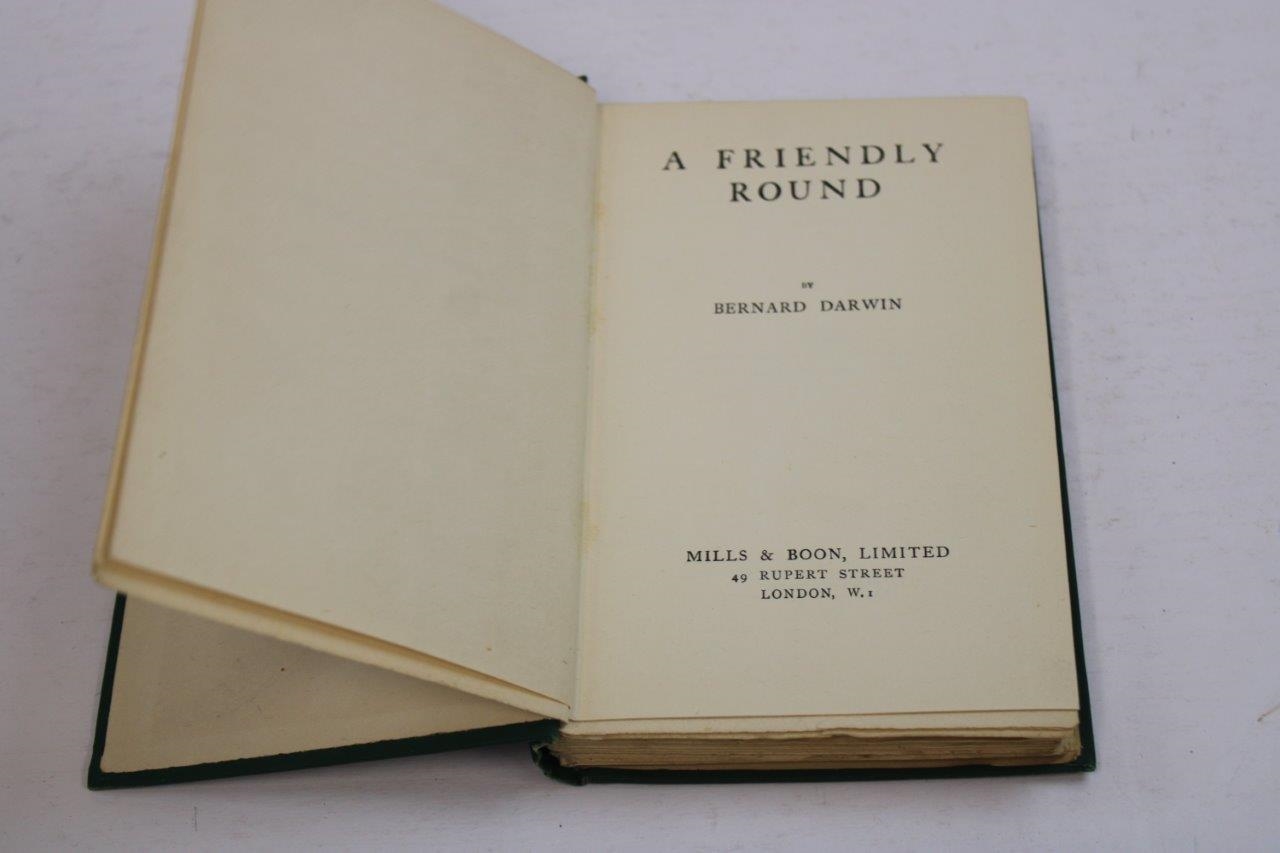 A FRIENDLY
ROUND
BY
BERNARD DARWIN
MILLS & BOON, LIMITED
49 RUPERT STREET
LONDON, W.1